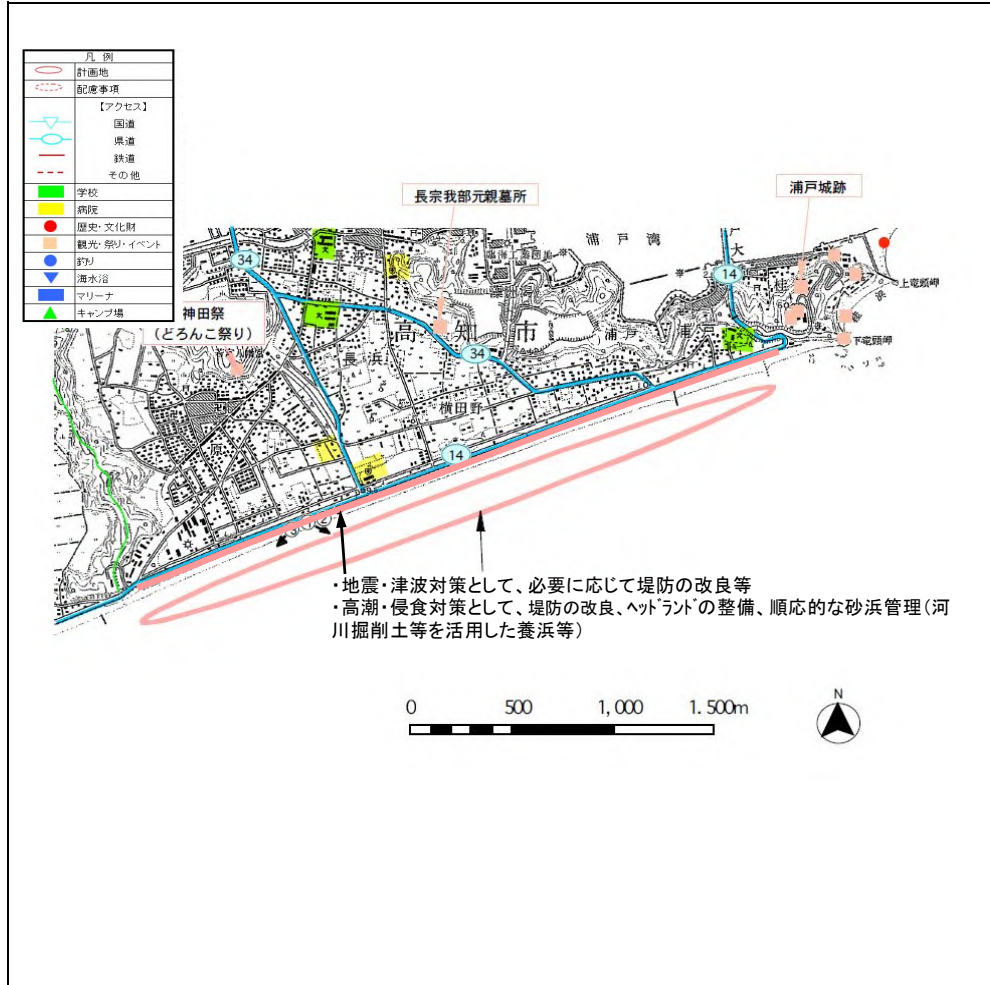 凡 例
計画地
配慮事項
【アクセス】
国道
県道
鉄道
その他
学校
病院
歴史・文化財
観光・祭り・イベント
釣り
海水浴
マリーナ
キャンプ場
長宗我部元親墓所
浦戸城跡
神田祭
(どろんこ祭り)
浦戸湾
34
14
上竜頭岬
下竜頭岬
高知市
浦戸
浦戸
長浜
34
横田野
原
14
・地震・津波対策として、必要に応じて堤防の改良等
・高潮・侵食対策として、堤防の改良、ヘッドランドの整備、順応的な砂浜管理(河
川掘削土等を活用した養浜等)
0 500 1,000 1.500m
N